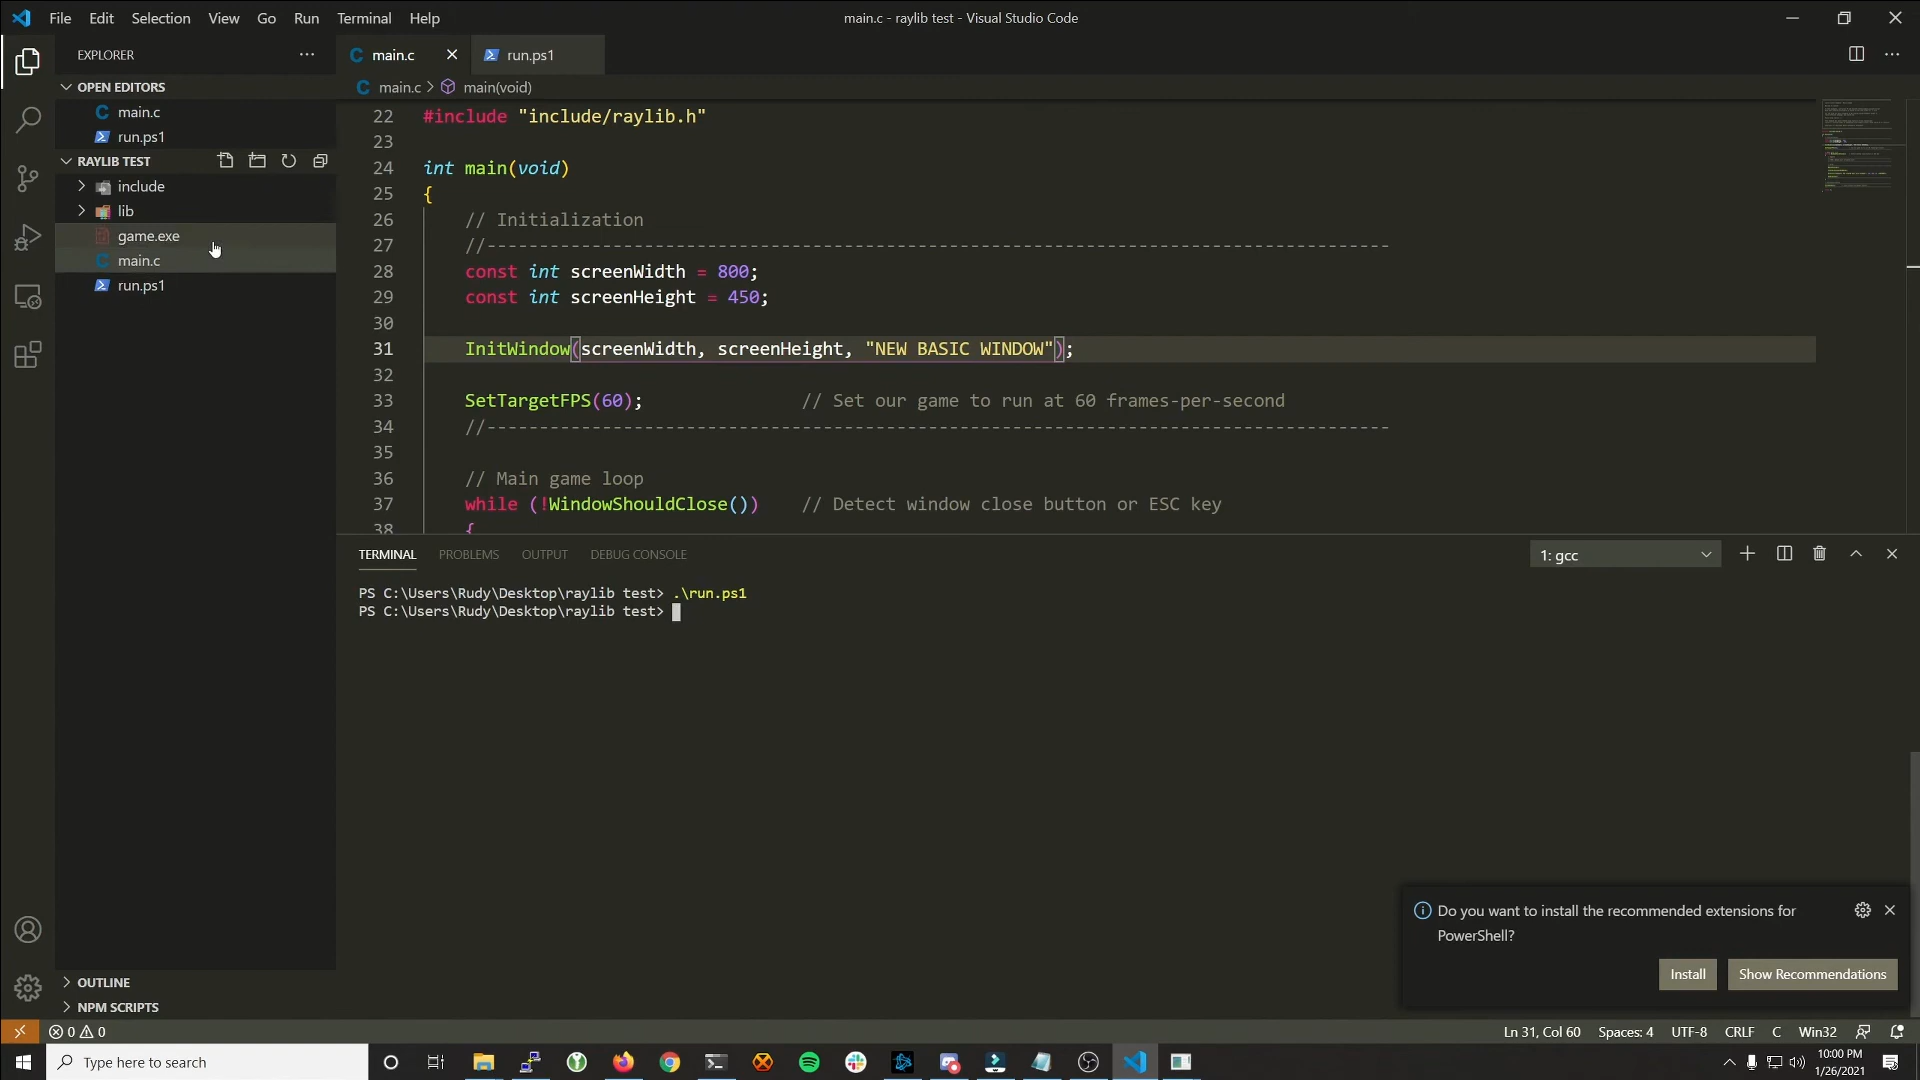 File Edit Selection View Go Run Terminal Help
main.c - raylib test - Visual Studio Code
EXPLORER
main.c
run.ps1
OPEN EDITORS
main.c
run.ps1
RAYLIB TEST
include
lib
game.exe
main.c
run.ps1
OUTLINE
NPM SCRIPTS
main.c > main(void)
22 #include "include/raylib.h"
23
24 int main(void)
25 {
26 // Initialization
27 //--------------------------------------------------------------------------------------
28 const int screenWidth = 800;
29 const int screenHeight = 450;
30
31 InitWindow(screenWidth, screenHeight, "NEW BASIC WINDOW");
32
33 SetTargetFPS(60); // Set our game to run at 60 frames-per-second
34 //--------------------------------------------------------------------------------------
35
36 // Main game loop
37 while (!WindowShouldClose()) // Detect window close button or ESC key
38 {
TERMINAL PROBLEMS OUTPUT DEBUG CONSOLE
1: gcc
PS C:\Users\Rudy\Desktop\raylib test> .\run.ps1
PS C:\Users\Rudy\Desktop\raylib test>
Do you want to install the recommended extensions for
PowerShell?
Install
Show Recommendations
0 0
Ln 31, Col 60 Spaces: 4 UTF-8 CRLF C Win32
Type here to search
10:00 PM
1/26/2021